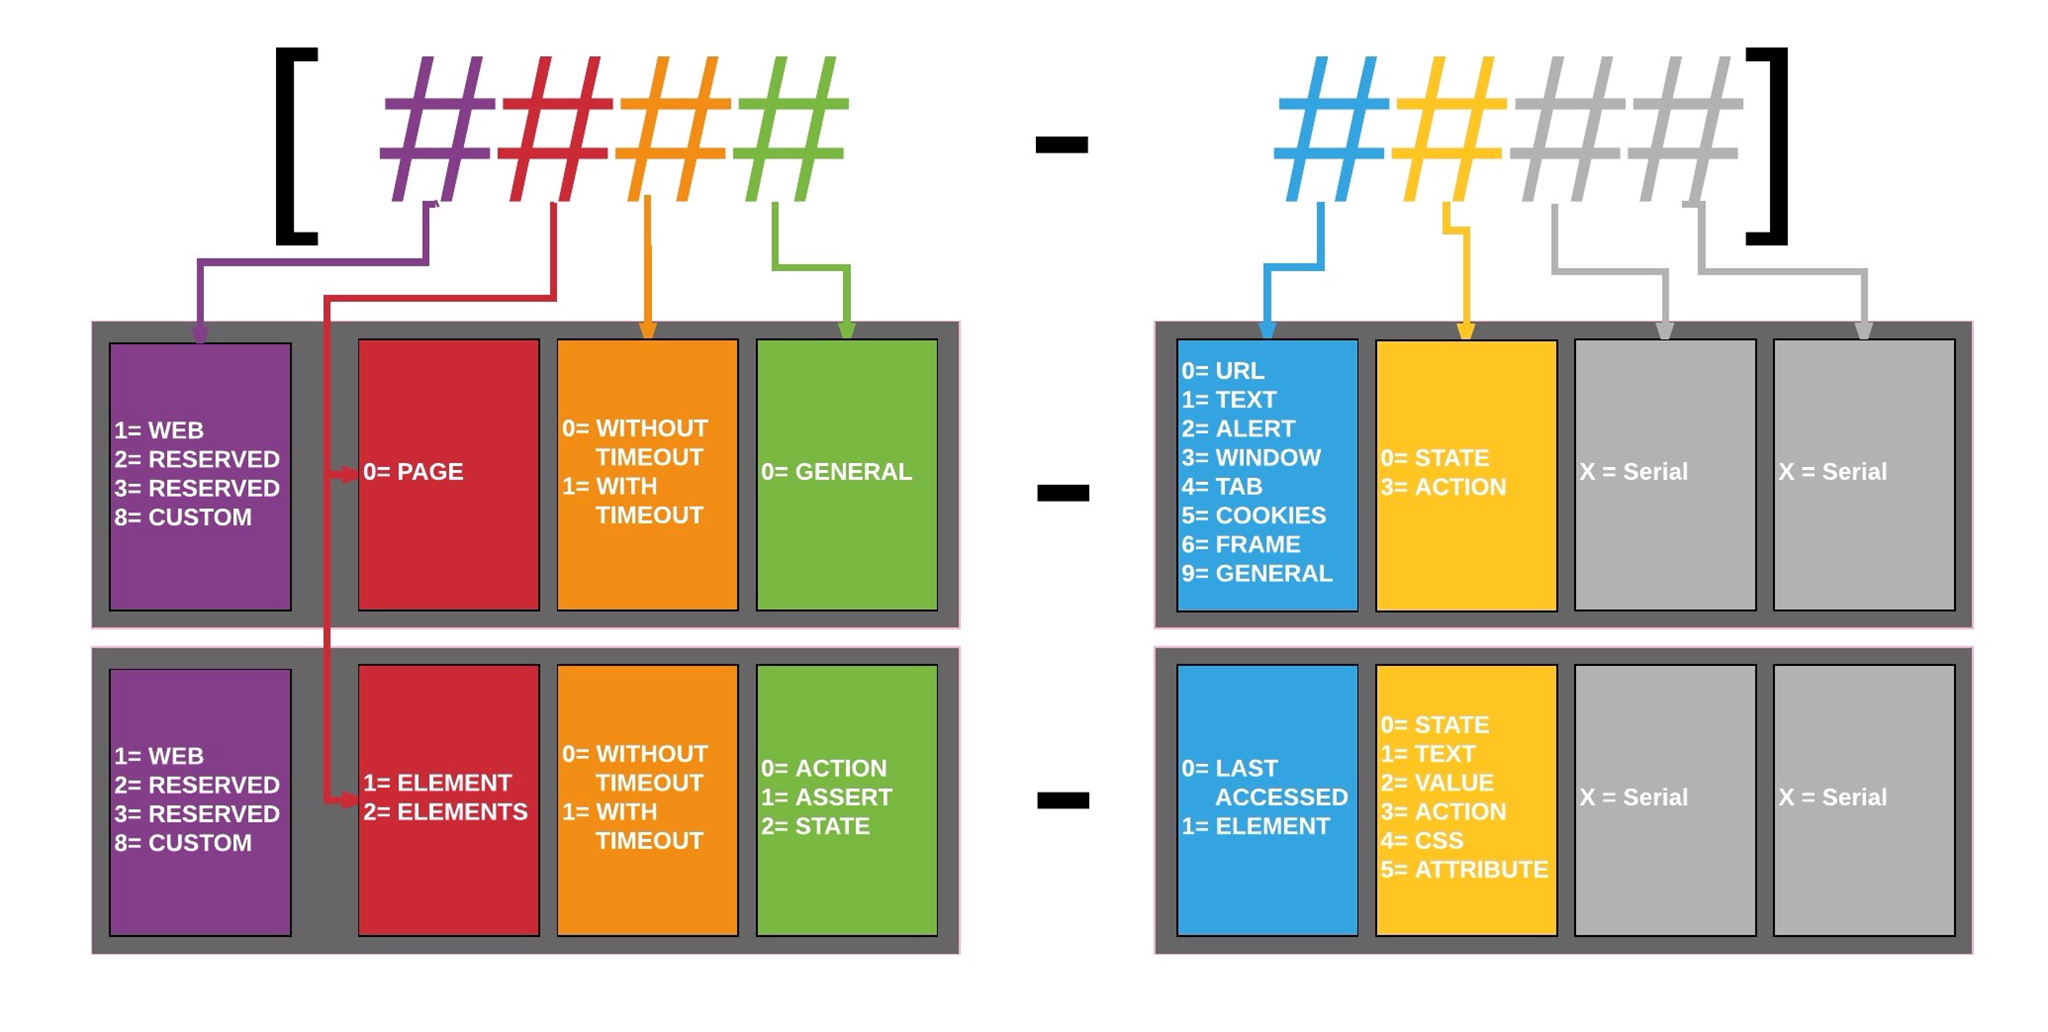 [ #### - #### ]
1= WEB
2= RESERVED
3= RESERVED
8= CUSTOM
0= PAGE
0= WITHOUT
TIMEOUT
1= WITH
TIMEOUT
0= GENERAL
-
0= URL
1= TEXT
2= ALERT
3= WINDOW
4= TAB
5= COOKIES
6= FRAME
9= GENERAL
0= STATE
3= ACTION
X = Serial
X = Serial
1= WEB
2= RESERVED
3= RESERVED
8= CUSTOM
1= ELEMENT
2= ELEMENTS
0= WITHOUT
TIMEOUT
1= WITH
TIMEOUT
0= ACTION
1= ASSERT
2= STATE
-
0= LAST
ACCESSED
1= ELEMENT
0= STATE
1= TEXT
2= VALUE
3= ACTION
4= CSS
5= ATTRIBUTE
X = Serial
X = Serial